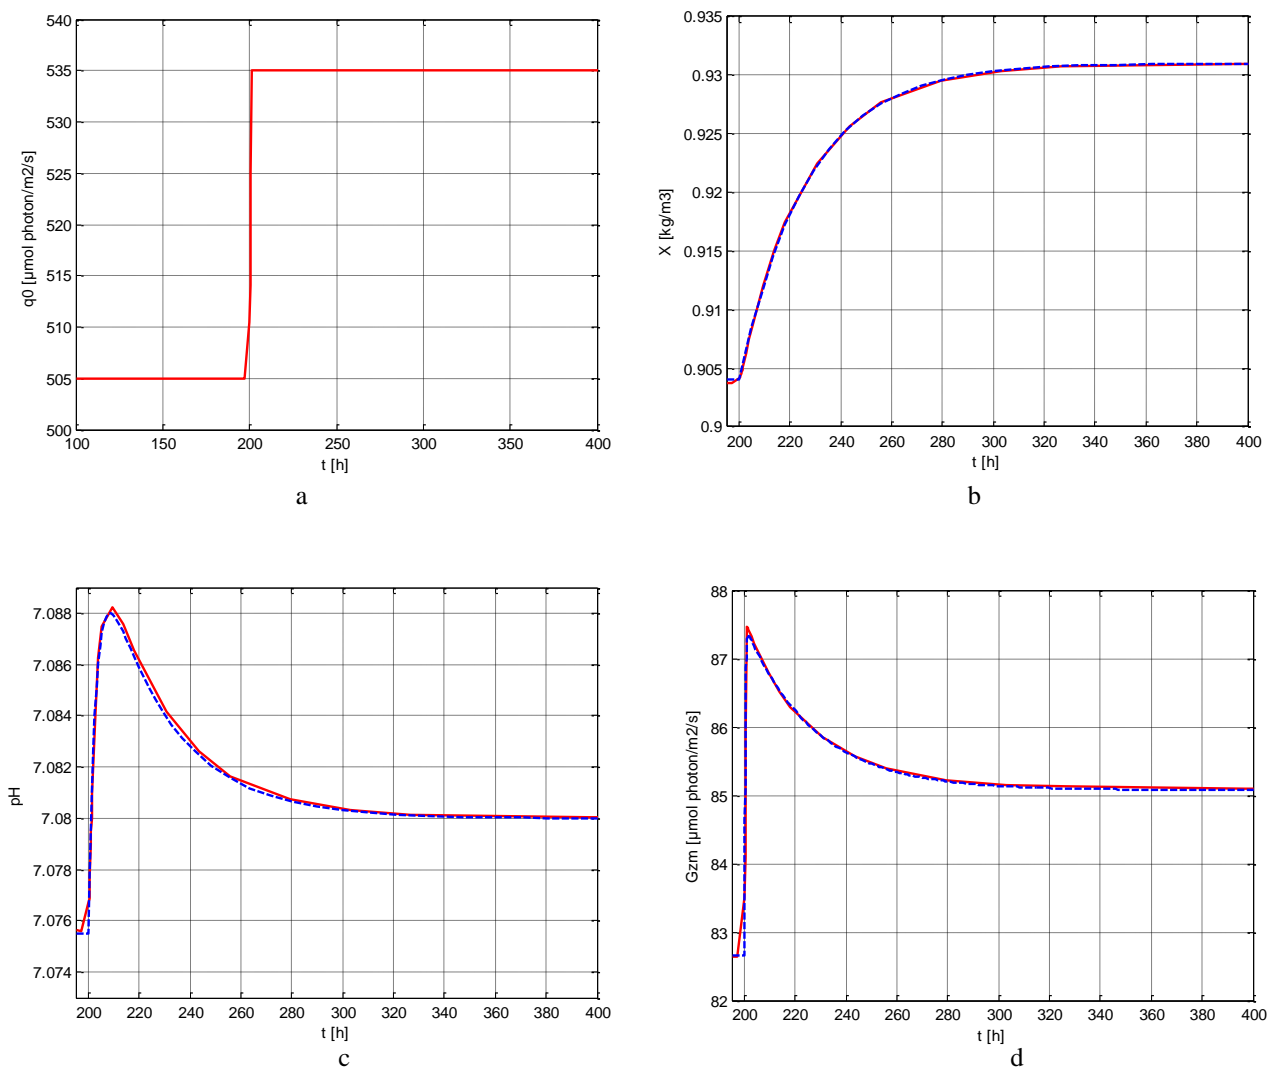 540
535
530
525
520
515
510
505
500
100 150 200 250 300 350 400
q0 [µmol photon/m2/s]
t [h]
a
0.935
0.93
0.925
0.92
0.915
0.91
0.905
0.9
200 220 240 260 280 300 320 340 360 380 400
X [kg/m3]
t [h]
b
7.088
7.086
7.084
7.082
7.08
7.078
7.076
7.074
200 220 240 260 280 300 320 340 360 380 400
pH
t [h]
c
88
87
86
85
84
83
82
200 220 240 260 280 300 320 340 360 380 400
Gzm [µmol photon/m2/s]
t [h]
d